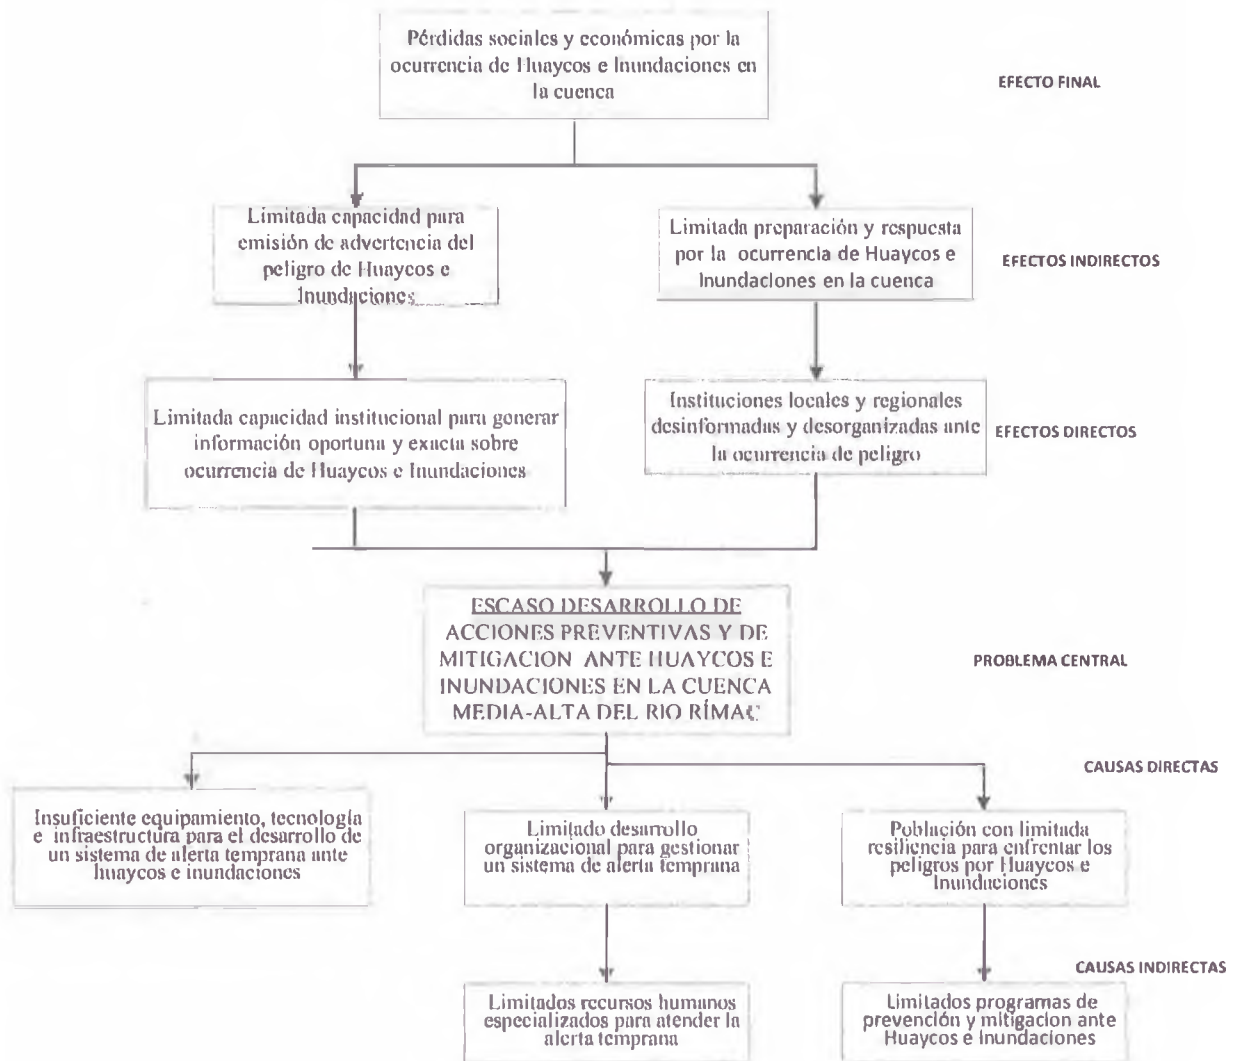 Pérdidas sociales y económicas por la
ocurrencia de Huaycos e Inundaciones en
la cuenca
EFECTO FINAL
Limitada capacidad para
emisión de advertencia del
peligro de Huaycos e
Inundaciones
Limitada preparación y respuesta
por la ocurrencia de Huaycos e
Inundaciones en la cuenca
EFECTOS INDIRECTOS
Limitada capacidad institucional para generar
información oportuna y exacta sobre
ocurrencia de Huaycos e Inundaciones
Instituciones locales y regionales
desinformadas y desorganizadas ante
la ocurrencia de peligro
EFECTOS DIRECTOS
ESCASO DESARROLLO DE
ACCIONES PREVENTIVAS Y DE
MITIGACION ANTE HUAYCOS E
INUNDACIONES EN LA CUENCA
MEDIA-ALTA DEL RIO RÍMAC
PROBLEMA CENTRAL
CAUSAS DIRECTAS
Insuficiente equipamiento, tecnología
e infraestructura para el desarrollo de
un sistema de alerta temprana ante
huaycos e inundaciones
Limitado desarrollo
organizacional para gestionar
un sistema de alerta temprana
Población con limitada
resiliencia para enfrentar los
peligros por Huaycos e
Inundaciones
CAUSAS INDIRECTAS
Limitados recursos humanos
especializados para atender la
alerta temprana
Limitados programas de
prevención y mitigacion ante
Huaycos e Inundaciones